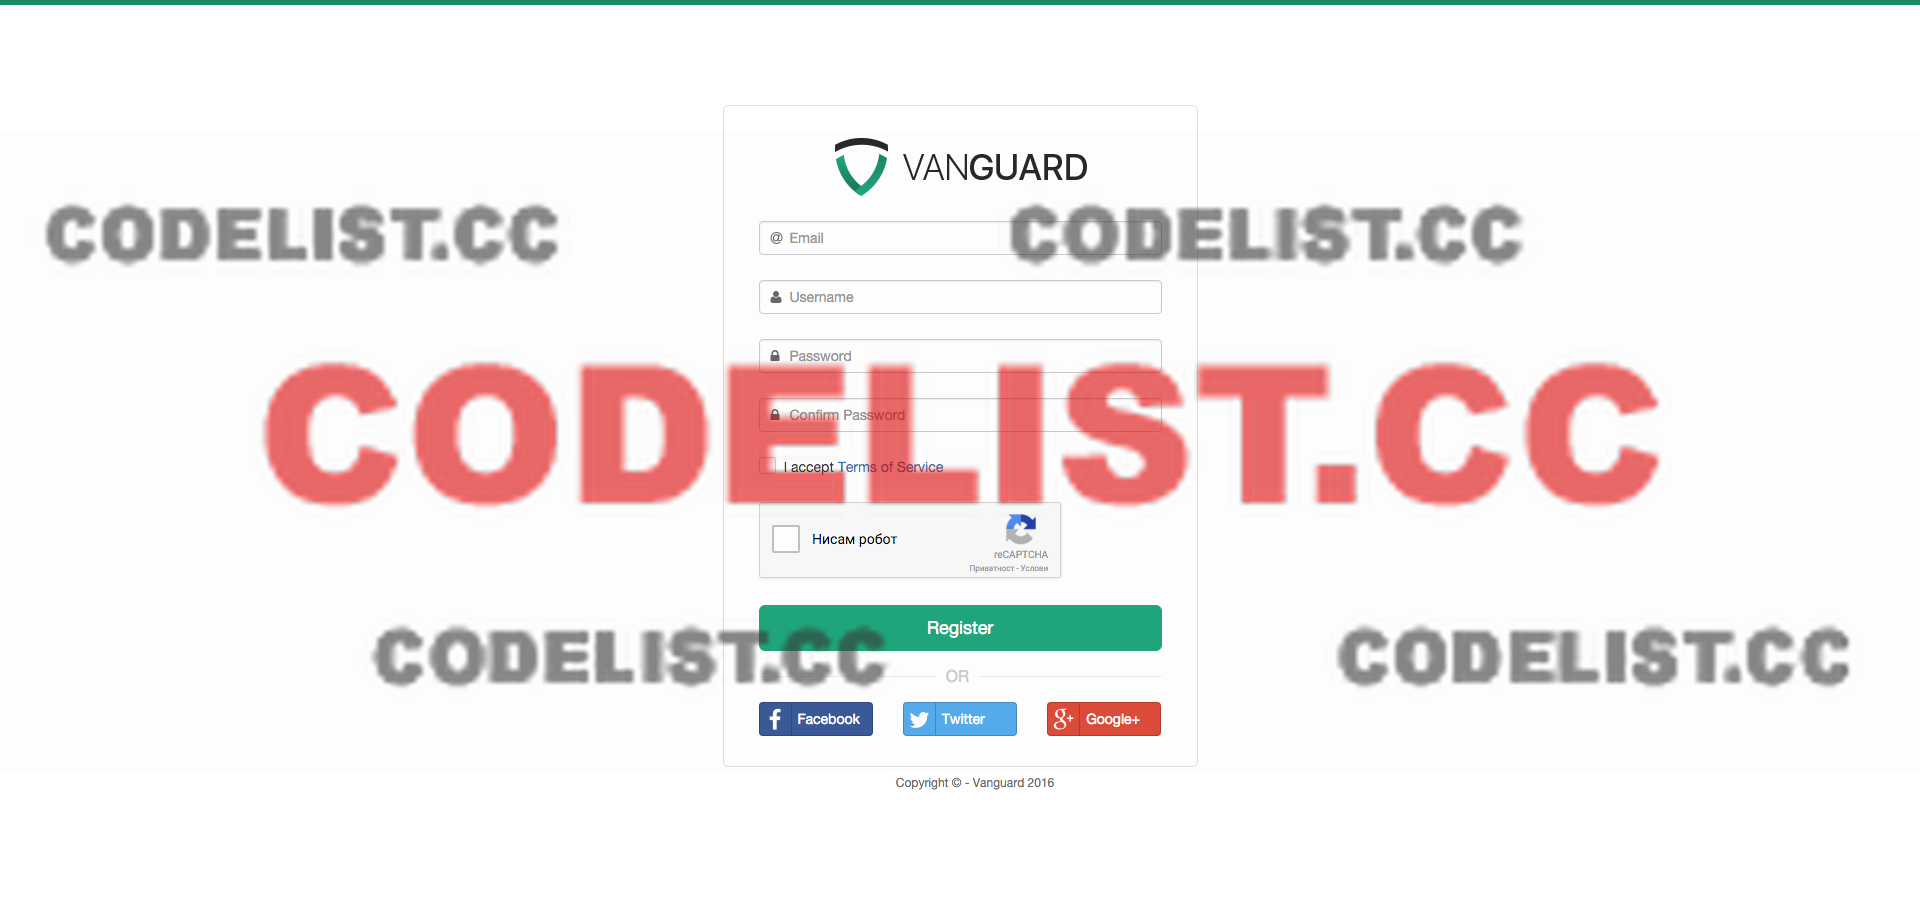 VANGUARD
CODELIST.CC
CODELIST.CC
@ Email
Username
Password
CODELIST.CC
Confirm Password
I accept Terms of Service
Нисам робот
reCAPTCHA
Приватност - Услови
Register
CODELIST.CC
CODELIST.CC
OR
f Facebook
Twitter
g+ Google+
Copyright © - Vanguard 2016